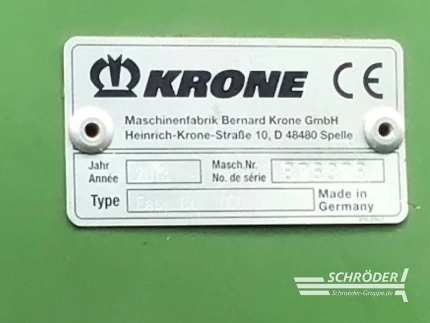 KRONE CE
Maschinenfabrik Bernard Krone GmbH
Heinrich-Krone-Straße 10, D 48480 Spelle
Jahr
Année
Masch.Nr.
No. de série
Type Easy
Made in
Germany
SCHRÖDER
Schroeder-Gruppe.de